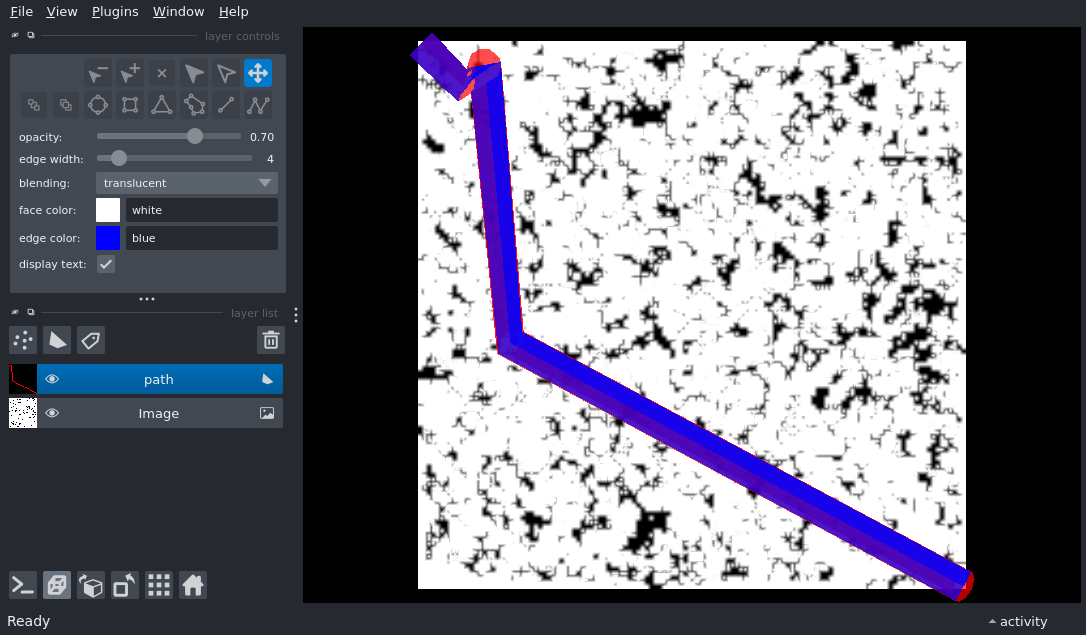 File View Plugins Window Help
layer controls
opacity: 0.70
edge width: 4
blending: translucent
face color: white
edge color: blue
display text:
layer list
path
Image
Ready activity